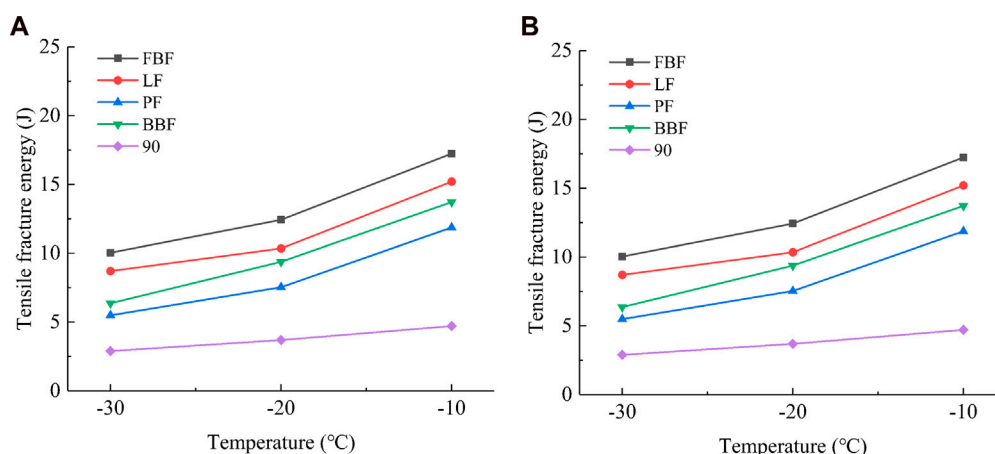 A
Tensile fracture energy (J)
25
20
15
10
5
0
FBF
LF
PF
BBF
90
-30
-20
-10
Temperature (℃)
B
Tensile fracture energy (J)
25
20
15
10
5
0
FBF
LF
PF
BBF
90
-30
-20
-10
Temperature (℃)